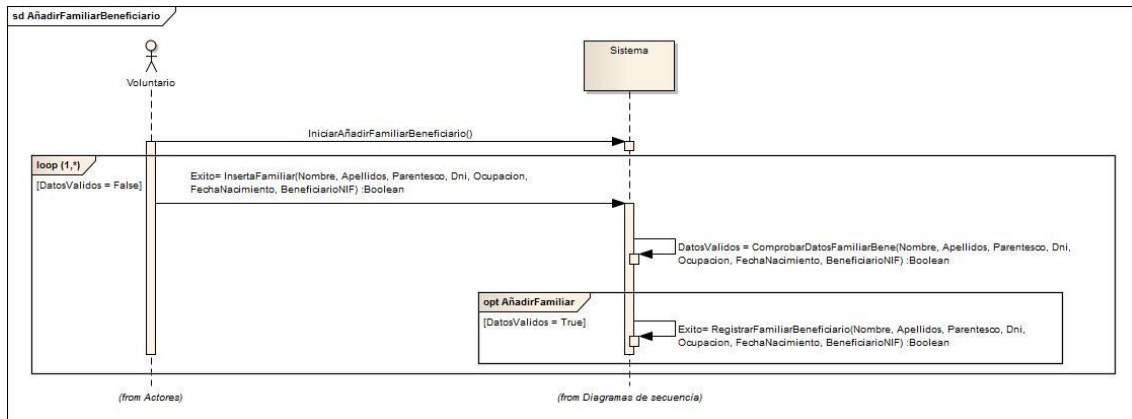 sd AñadirFamiliarBeneficiario
Voluntario
Sistema
IniciarAñadirFamiliarBeneficiario()
loop (1,*)
[DatosValidos = False]
Exito= InsertaFamiliar(Nombre, Apellidos, Parentesco, Dni, Ocupacion,
FechaNacimiento, BeneficiarioNIF) :Boolean
DatosValidos = ComprobarDatosFamiliarBene(Nombre, Apellidos, Parentesco, Dni,
Ocupacion, FechaNacimiento, BeneficiarioNIF) :Boolean
opt AñadirFamiliar
[DatosValidos = True]
Exito= RegistrarFamiliarBeneficiario(Nombre, Apellidos, Parentesco, Dni,
Ocupacion, FechaNacimiento, BeneficiarioNIF) :Boolean
(from Actores)
(from Diagramas de secuencia)